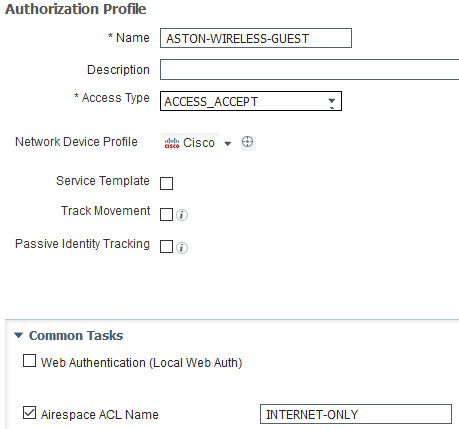 Authorization Profile
* Name ASTON-WIRELESS-GUEST
Description
* Access Type ACCESS_ACCEPT
Network Device Profile cisco Cisco
Service Template
Track Movement i
Passive Identity Tracking i
Common Tasks
Web Authentication (Local Web Auth)
Airespace ACL Name INTERNET-ONLY